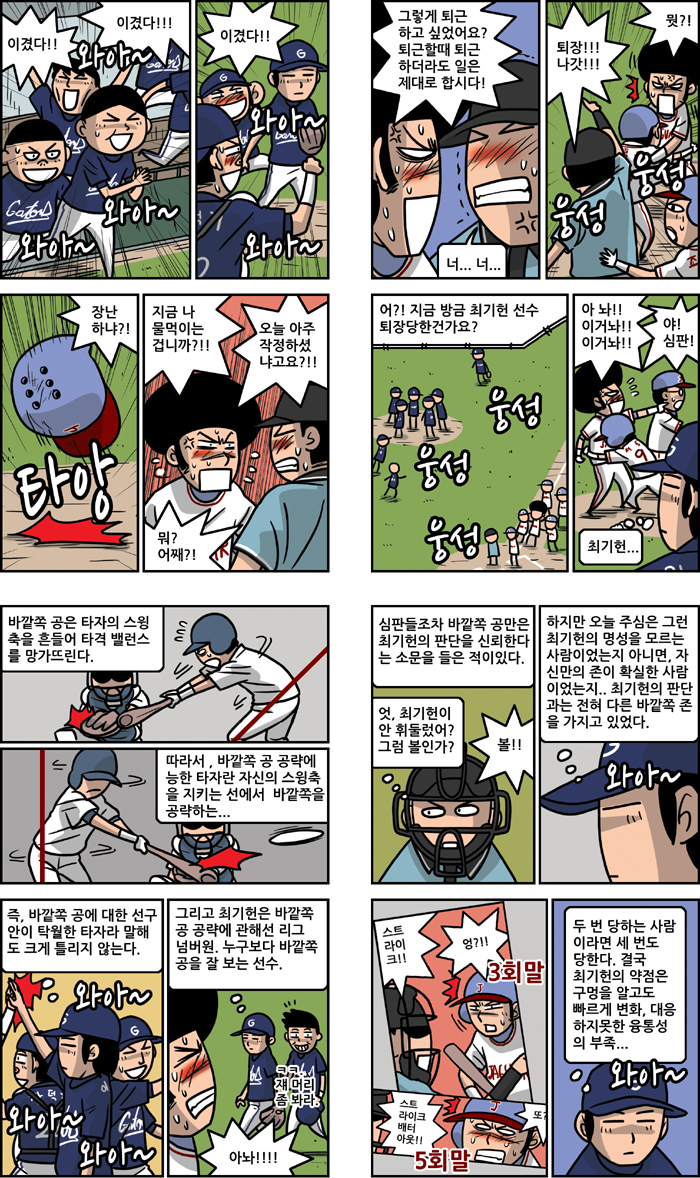 이겼다!!
이겼다!!!
와아~
와아~
와아~
G
Gators
이겼다!!
와아~
와아~
G
장난
하냐?!
타앙
J
지금 나
물먹이는
겁니까?!!
오늘 아주
작정하셨
냐고요?!!
뭐?
어째?!
그렇게 퇴근
하고 싶었어요?
퇴근할때 퇴근
하더라도 일은
제대로 합시다!
너... 너...
퇴장!!!
나갓!!!
뭣?!
웅성
웅성
어?! 지금 방금 최기헌 선수
퇴장당한건가요?
웅성
웅성
웅성
아 놔!!
이거놔!!
이거놔!!
야!
심판!
최기헌...
바깥쪽 공은 타자의 스윙
축을 흔들어 타격 밸런스
를 망가뜨린다.
따라서 , 바깥쪽 공 공략에
능한 타자란 자신의 스윙축
을 지키는 선에서 바깥쪽을
공략하는...
즉, 바깥쪽 공에 대한 선구
안이 탁월한 타자라 말해
도 크게 틀리지 않는다.
와아~
와아~
와아~
G
G
그리고 최기헌은 바깥쪽
공 공략에 관해선 리그
넘버원. 누구보다 바깥쪽
공을 잘 보는 선수.
G
ㅋㅋ
쟤 머리
좀 봐라.
아놔!!!!
심판들조차 바깥쪽 공만은
최기헌의 판단을 신뢰한다
는 소문을 들은 적이있다.
엇, 최기헌이
안 휘둘렀어?
그럼 볼인가?
볼!!
하지만 오늘 주심은 그런
최기헌의 명성을 모르는
사람이었는지 아니면, 자
신만의 존이 확실한 사람
이었는지.. 최기헌의 판단
과는 전혀 다른 바깥쪽 존
을 가지고 있었다.
와아~
스트
라이
크!!
엉?!!
3회말
J
스트
라이크
배터
아웃!!
또?
5회말
두 번 당하는 사람
이라면 세 번도
당한다. 결국
최기헌의 약점은
구멍을 알고도
빠르게 변화, 대응
하지못한 융통성
의 부족...
와아~